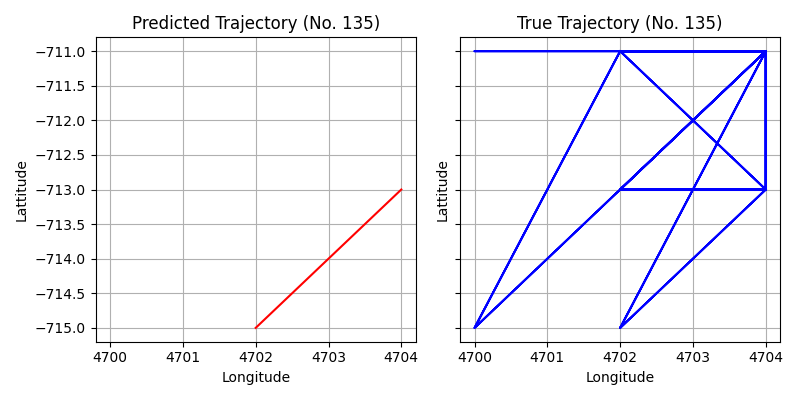 Predicted Trajectory (No. 135)
True Trajectory (No. 135)
Lattitude
−711.0
−711.5
−712.0
−712.5
−713.0
−713.5
−714.0
−714.5
−715.0
4700 4701 4702 4703 4704
Longitude
Lattitude
4700 4701 4702 4703 4704
Longitude